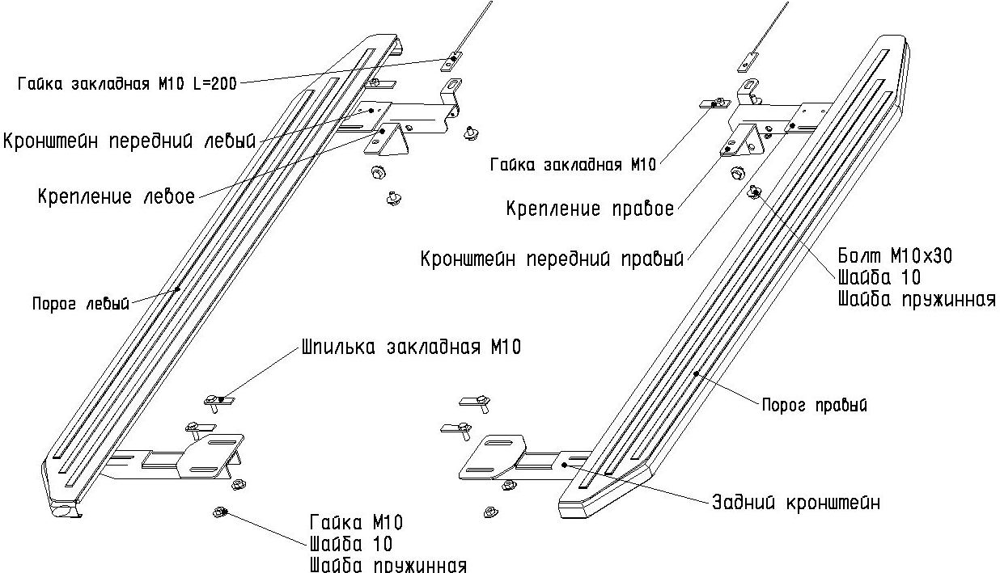 Гайка закладная М10 L=200
Кронштейн передний левый
Крепление левое
Порог левый
Гайка закладная М10
Крепление правое
Кронштейн передний правый
Болт М10х30
Шайба 10
Шайба пружинная
Шпилька закладная М10
Порог правый
Задний кронштейн
Гайка М10
Шайба 10
Шайба пружинная